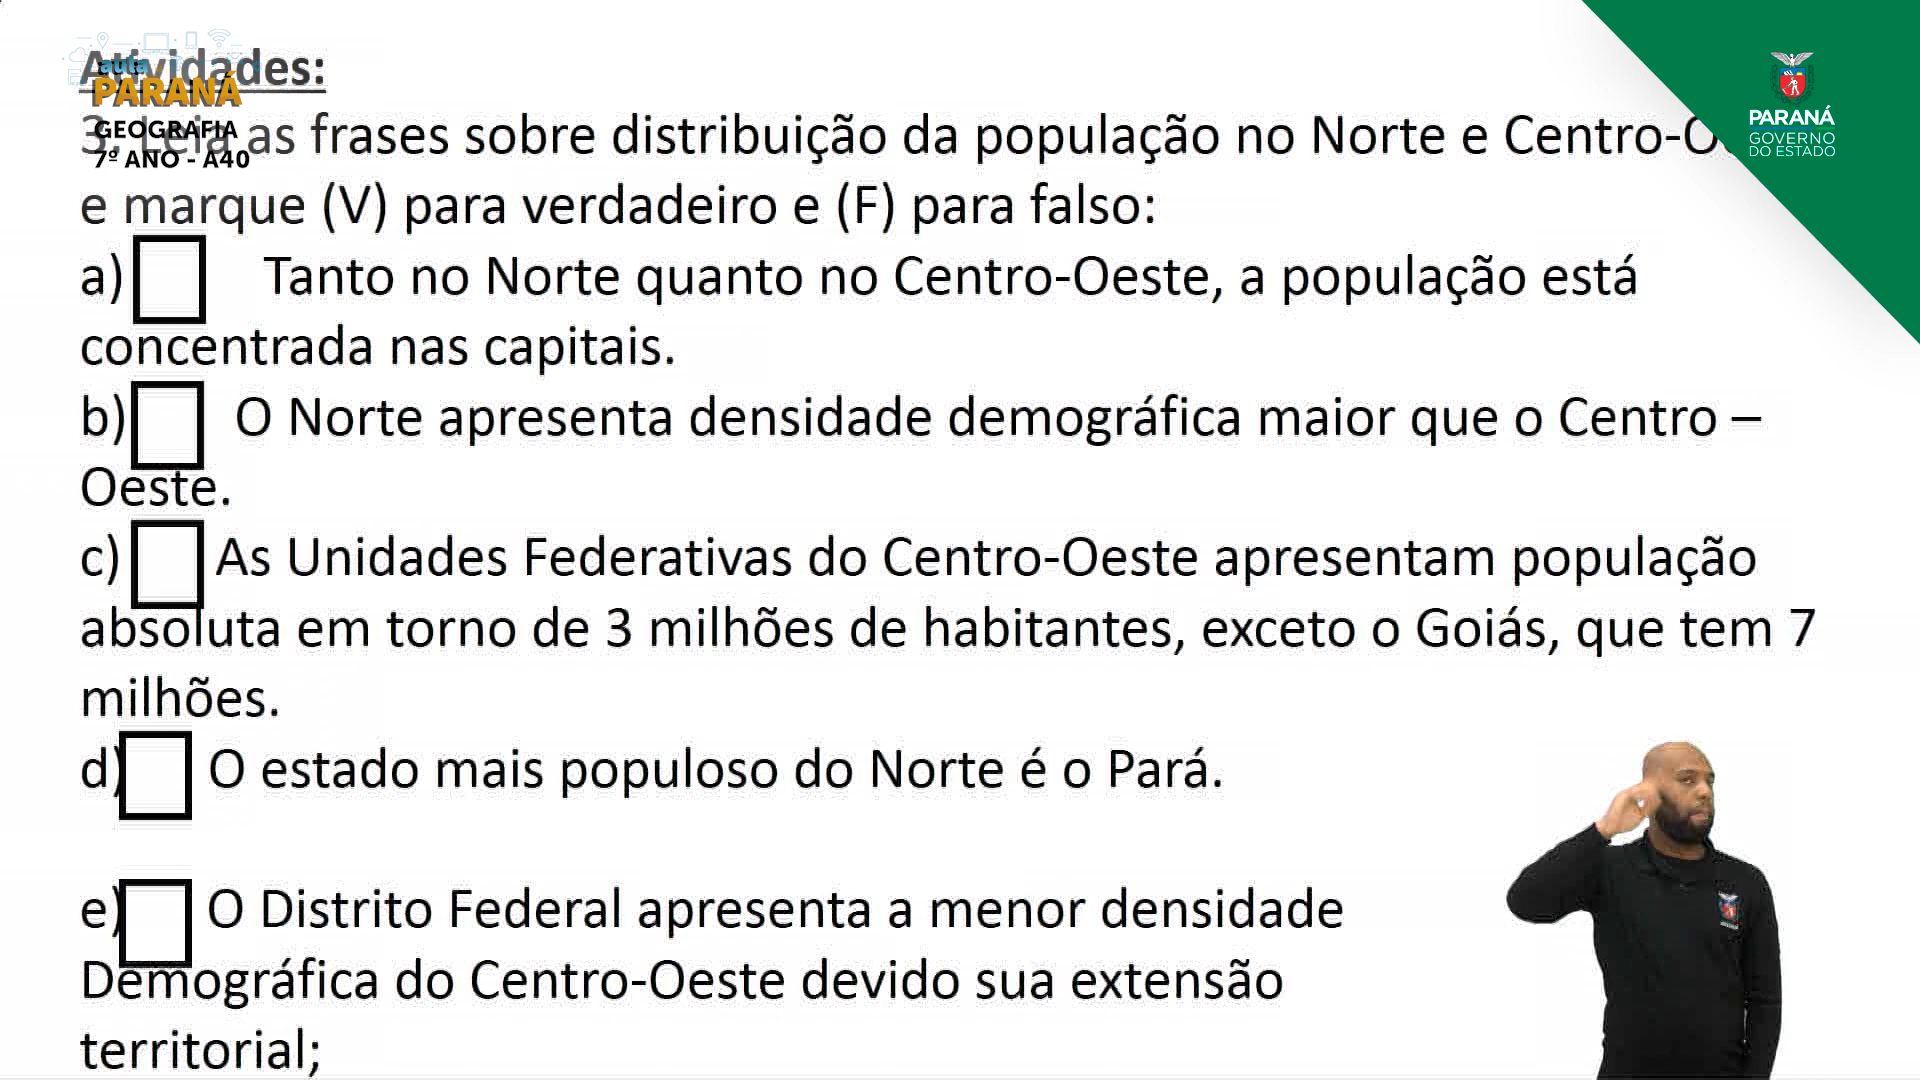 Atividades:
aula
PARANÁ
GEOGRAFIA
7º ANO - A40
3. Leia as frases sobre distribuição da população no Norte e Centro-O
e marque (V) para verdadeiro e (F) para falso:
a) Tanto no Norte quanto no Centro-Oeste, a população está
concentrada nas capitais.
b) O Norte apresenta densidade demográfica maior que o Centro –
Oeste.
c) As Unidades Federativas do Centro-Oeste apresentam população
absoluta em torno de 3 milhões de habitantes, exceto o Goiás, que tem 7
milhões.
d) O estado mais populoso do Norte é o Pará.
e) O Distrito Federal apresenta a menor densidade
Demográfica do Centro-Oeste devido sua extensão
territorial;
PARANÁ
GOVERNO
DO ESTADO